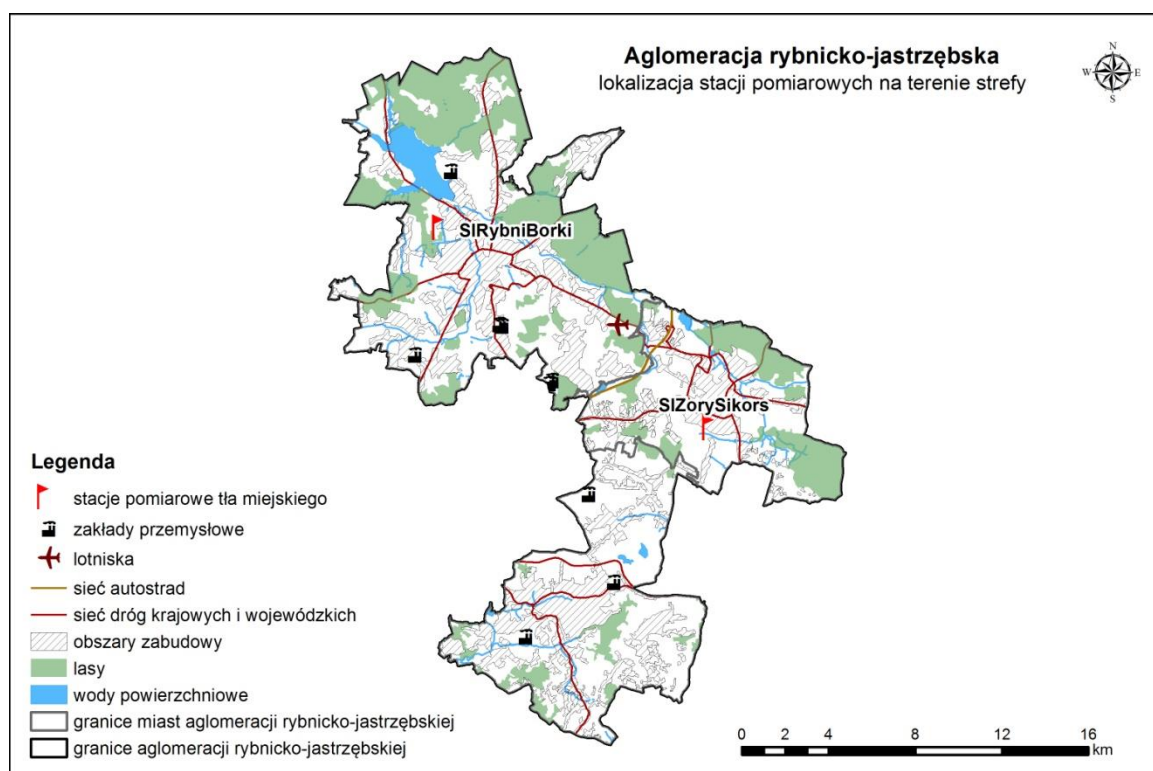 Aglomeracja rybnicko-jastrzębska
lokalizacja stacji pomiarowych na terenie strefy
N
W E
S
SlRybniBorki
SlZorySikors
Legenda
stacje pomiarowe tła miejskiego
zakłady przemysłowe
lotniska
sieć autostrad
sieć dróg krajowych i wojewódzkich
obszary zabudowy
lasy
wody powierzchniowe
granice miast aglomeracji rybnicko-jastrzębskiej
granice aglomeracji rybnicko-jastrzębskiej
0 2 4 8 12 16
km